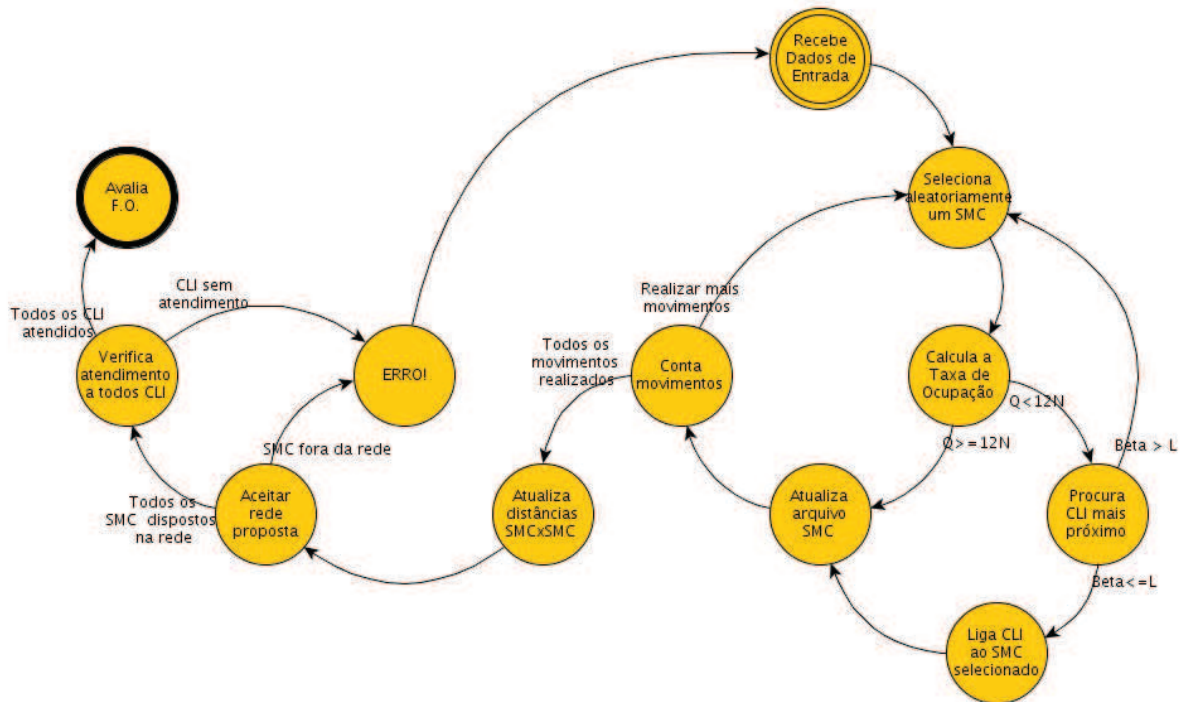 Recebe
Dados de
Entrada
Avalia
F.O.
Seleciona
aleatoriamente
um SMC
CLI sem
atendimento
Todos os CLI
atendidos
Realizar mais
movimentos
Todos os
movimentos
realizados
Verifica
atendimento
a todos CLI
ERRO!
Conta
movimentos
Calcula a
Taxa de
Ocupação
Q<12N
Q>=12N
Beta > L
SMC fora da rede
Todos os
SMC dispostos
na rede
Aceitar
rede
proposta
Atualiza
distâncias
SMCxSMC
Atualiza
arquivo
SMC
Procura
CLI mais
próximo
Beta<=L
Liga CLI
ao SMC
selecionado